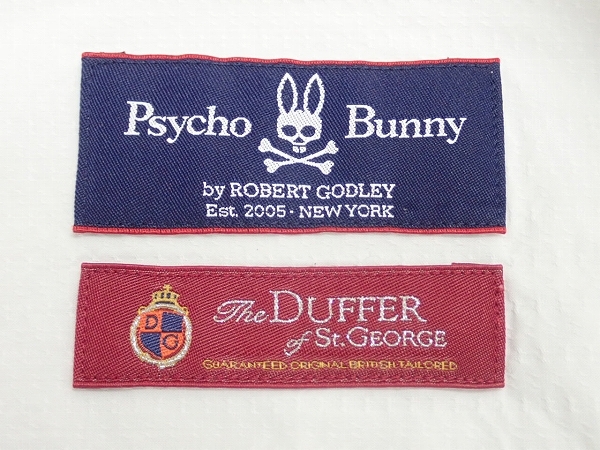 Psycho Bunny
by ROBERT GODLEY
Est. 2005 · NEW YORK
The DUFFER
of ST. GEORGE
D G
GUARANTEED ORIGINAL BRITISH TAILORED